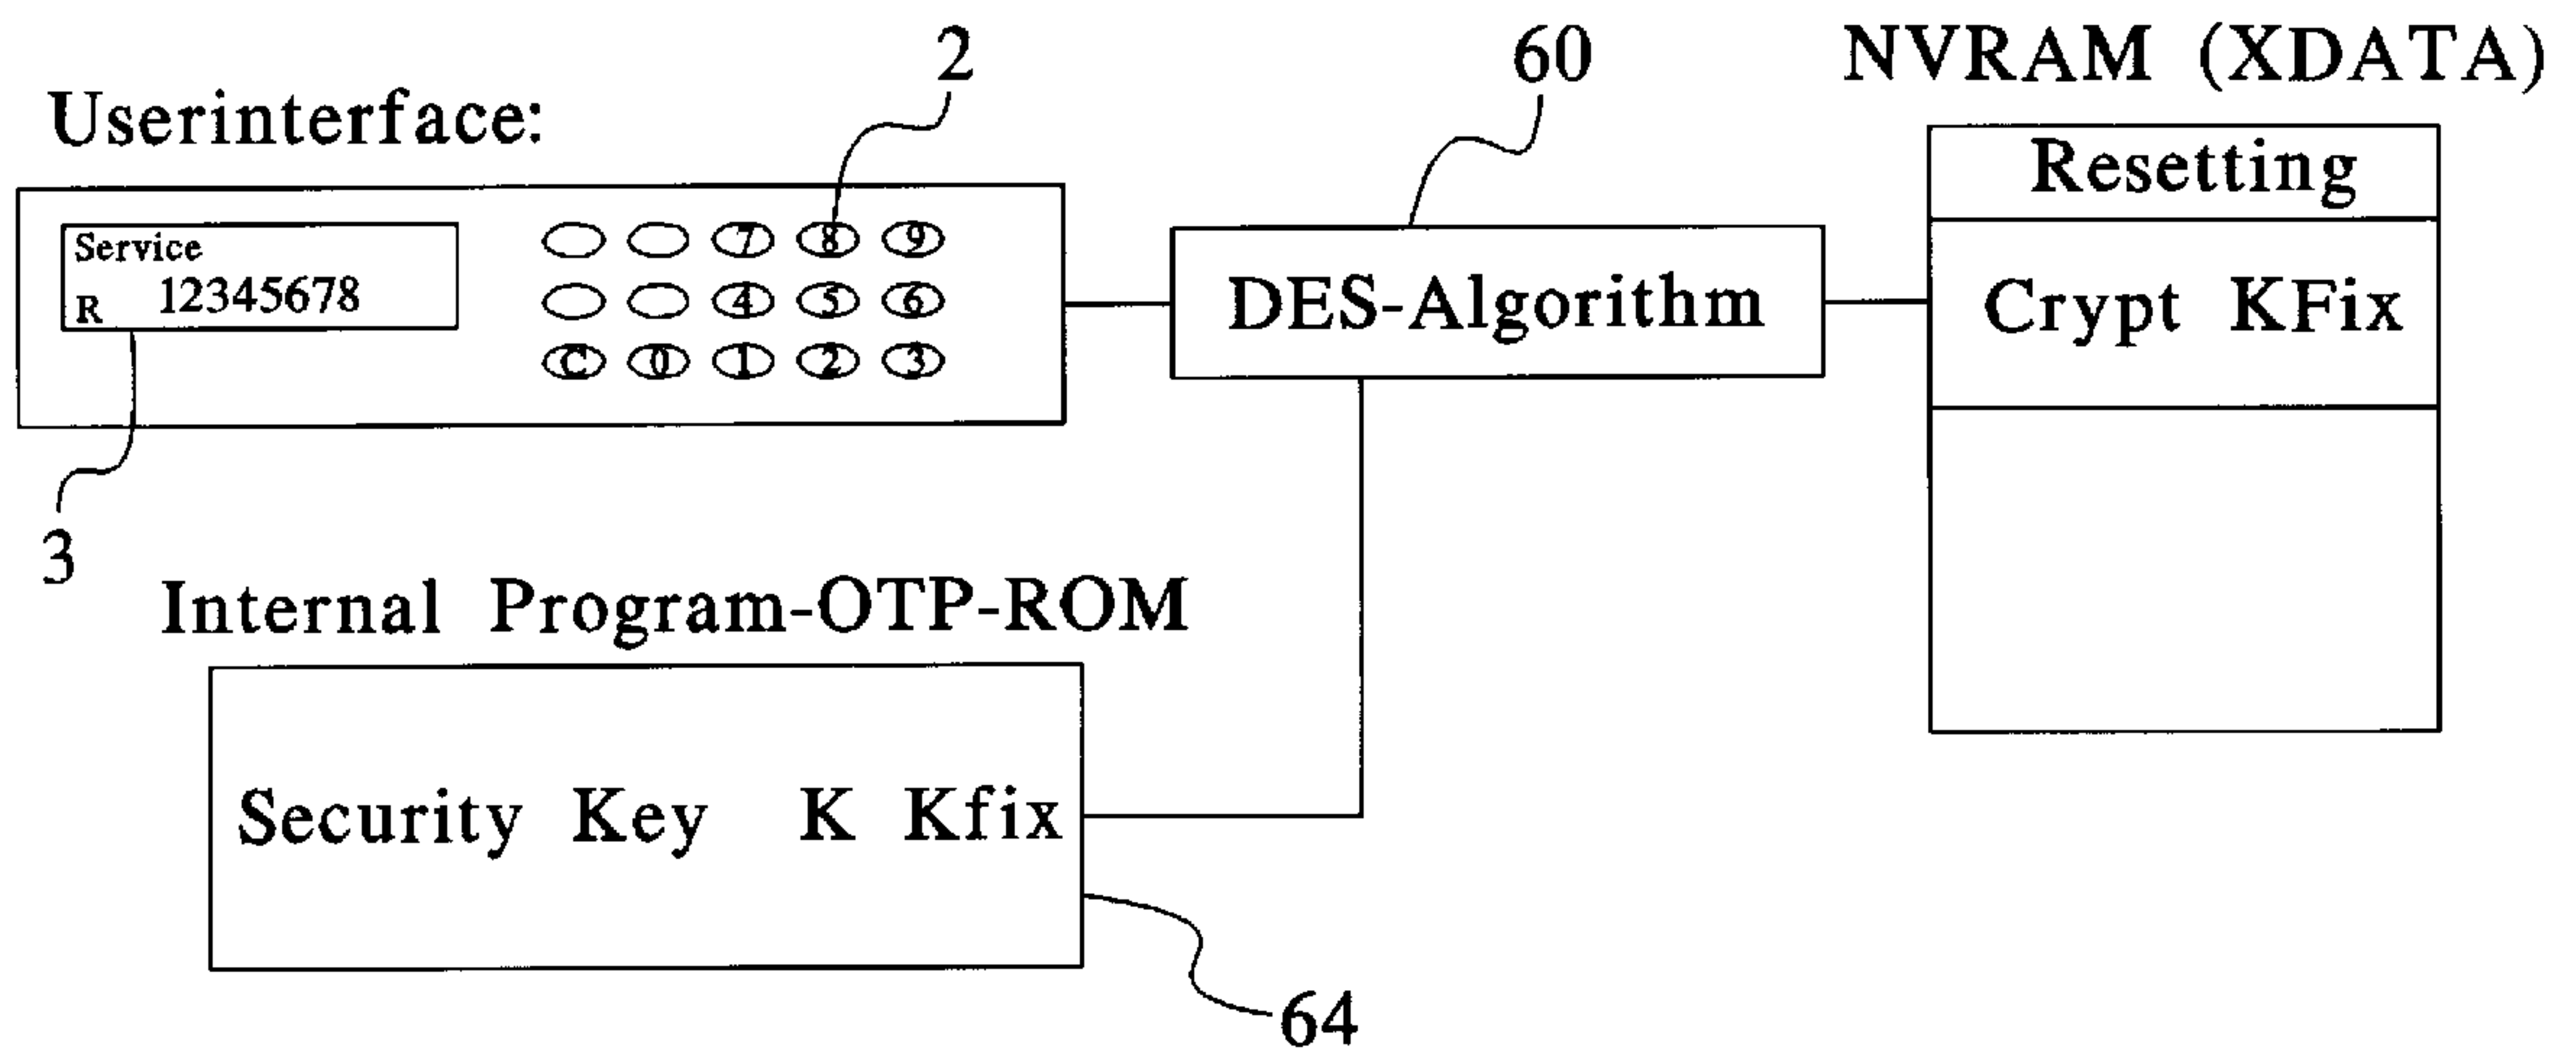 2
60
NVRAM (XDATA)
Userinterface:
Resetting
Service
R 12345678
7 8 9
4 5 6
C 0 1 2 3
DES-Algorithm
Crypt KFix
3
Internal Program-OTP-ROM
Security Key K Kfix
64